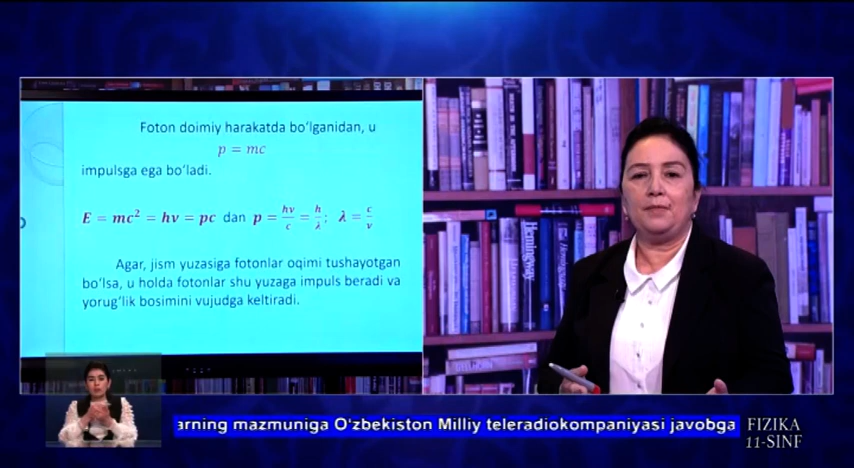 Foton doimiy harakatda bo‘lganidan, u
p = mc
impulsga ega bo‘ladi.
E = mc² = hν = pc dan p = hν/c = h/λ; λ = c/ν
Agar, jism yuzasiga fotonlar oqimi tushayotgan
bo‘lsa, u holda fotonlar shu yuzaga impuls beradi va
yorug‘lik bosimini vujudga keltiradi.
Hemingway
arning mazmuniga O‘zbekiston Milliy teleradiokompaniyasi javobga
FIZIKA
11-SINF